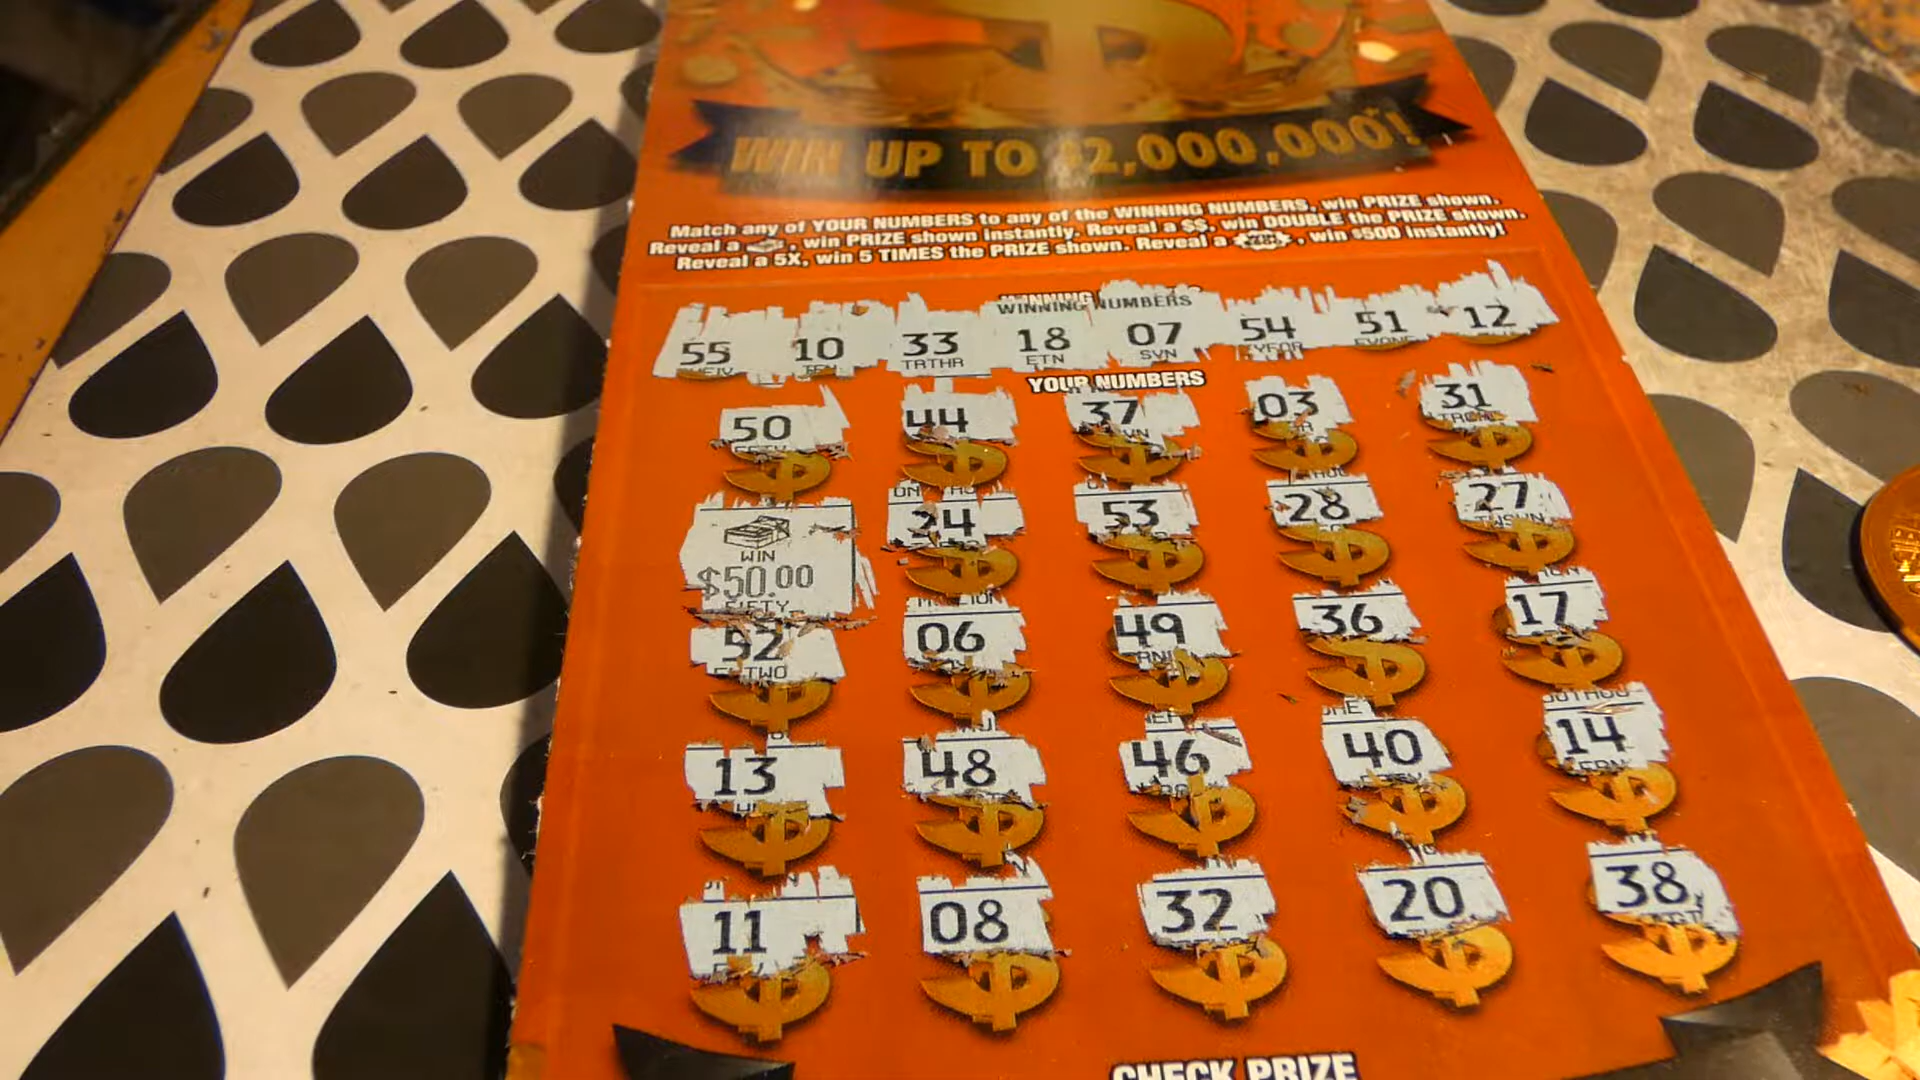 WIN UP TO $2,000,000!
Match any of YOUR NUMBERS to any of the WINNING NUMBERS, win PRIZE shown.
Reveal a , win PRIZE shown instantly. Reveal a $$, win DOUBLE the PRIZE shown.
Reveal a 5X, win 5 TIMES the PRIZE shown. Reveal a , win $500 instantly!
WINNING
WINNING NUMBERS
55 10 33 18 07 54 51 12
TRTHR ETN SVN
YOUR NUMBERS
50 44 37 03 31
24 53 28 27
WIN
$50.00
FIFTY
52 06 49 36 17
13 48 46 40 14
11 08 32 20 38
CHECK PRIZE